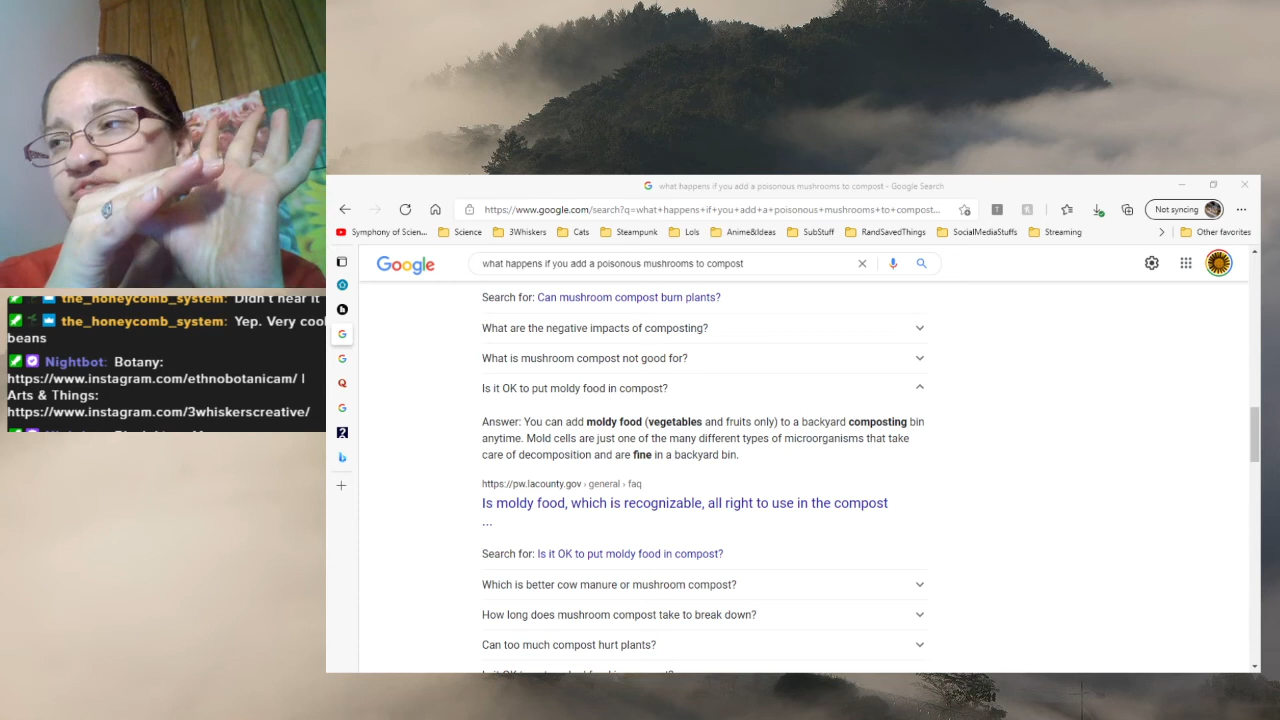 the_honeycomb_system: Didn't hear it
the_honeycomb_system: Yep. Very cool
beans
Nightbot: Botany:
https://www.instagram.com/ethnobotanicam/ |
Arts & Things:
https://www.instagram.com/3whiskerscreative/
what happens if you add a poisonous mushrooms to compost - Google Search
https://www.google.com/search?q=what+happens+if+you+add+a+poisonous+mushrooms+to+compost...
Not syncing
Symphony of Scien... Science 3Whiskers Cats Steampunk Lols Anime&Ideas SubStuff RandSavedThings SocialMediaStuffs Streaming Other favorites
Google what happens if you add a poisonous mushrooms to compost
Search for: Can mushroom compost burn plants?
What are the negative impacts of composting?
What is mushroom compost not good for?
Is it OK to put moldy food in compost?
Answer: You can add moldy food (vegetables and fruits only) to a backyard composting bin
anytime. Mold cells are just one of the many different types of microorganisms that take
care of decomposition and are fine in a backyard bin.
https://pw.lacounty.gov › general › faq
Is moldy food, which is recognizable, all right to use in the compost
...
Search for: Is it OK to put moldy food in compost?
Which is better cow manure or mushroom compost?
How long does mushroom compost take to break down?
Can too much compost hurt plants?